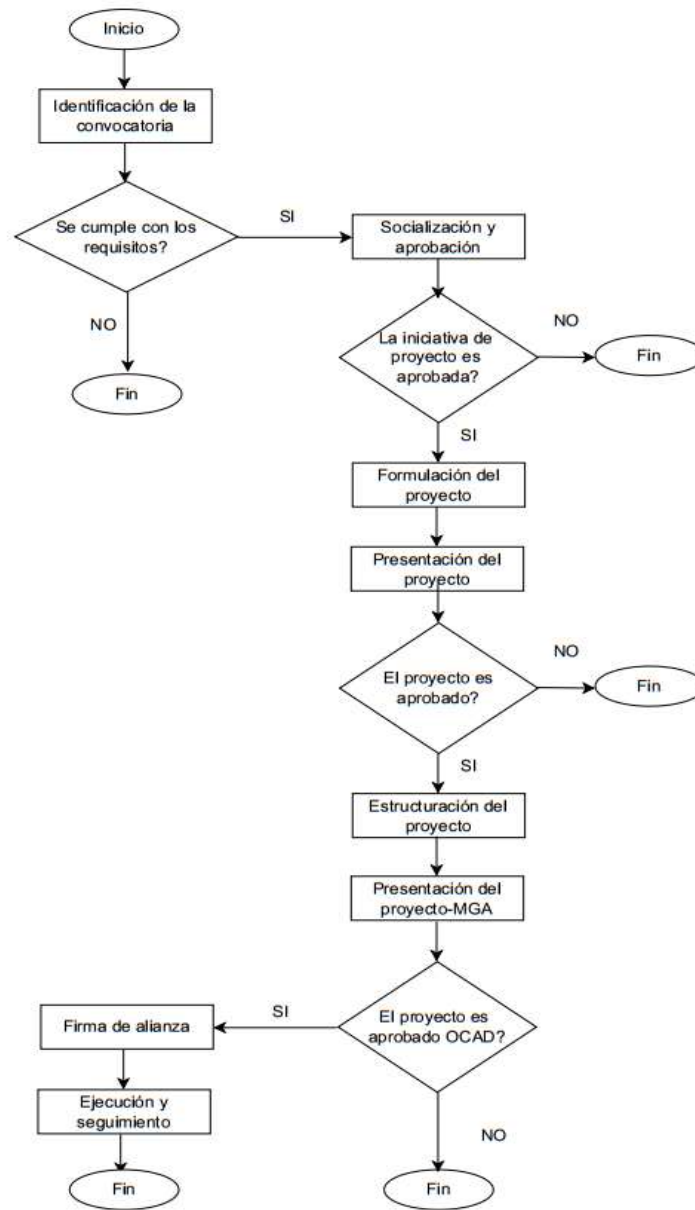 Inicio
Identificación de la
convocatoria
Se cumple con los
requisitos?
SI
Socialización y
aprobación
NO
Fin
La iniciativa de
proyecto es
aprobada?
NO
Fin
SI
Formulación del
proyecto
Presentación del
proyecto
El proyecto es
aprobado?
NO
Fin
SI
Estructuración del
proyecto
Presentación del
proyecto-MGA
El proyecto es
aprobado OCAD?
SI
Firma de alianza
Ejecución y
seguimiento
Fin
NO
Fin